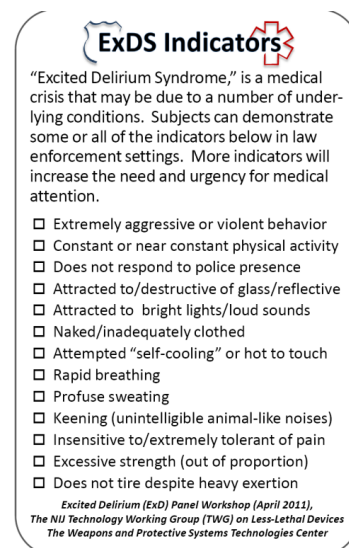 ExDS Indicators
“Excited Delirium Syndrome,” is a medical
crisis that may be due to a number of under-
lying conditions. Subjects can demonstrate
some or all of the indicators below in law
enforcement settings. More indicators will
increase the need and urgency for medical
attention.
☐ Extremely aggressive or violent behavior
☐ Constant or near constant physical activity
☐ Does not respond to police presence
☐ Attracted to/destructive of glass/reflective
☐ Attracted to bright lights/loud sounds
☐ Naked/inadequately clothed
☐ Attempted “self-cooling” or hot to touch
☐ Rapid breathing
☐ Profuse sweating
☐ Keening (unintelligible animal-like noises)
☐ Insensitive to/extremely tolerant of pain
☐ Excessive strength (out of proportion)
☐ Does not tire despite heavy exertion
Excited Delirium (ExD) Panel Workshop (April 2011),
The NIJ Technology Working Group (TWG) on Less-Lethal Devices
The Weapons and Protective Systems Technologies Center